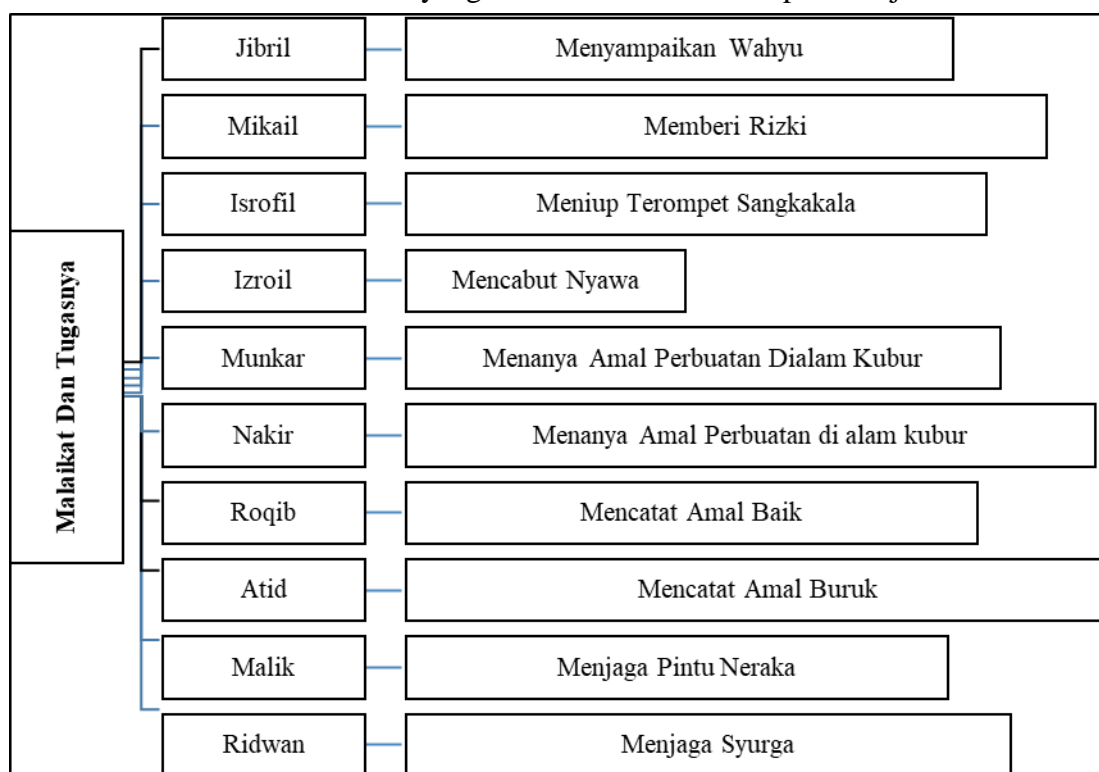 Malaikat Dan Tugasnya
Jibril
Menyampaikan Wahyu
Mikail
Memberi Rizki
Isrofil
Meniup Terompet Sangkakala
Izroil
Mencabut Nyawa
Munkar
Menanya Amal Perbuatan Dialam Kubur
Nakir
Menanya Amal Perbuatan di alam kubur
Roqib
Mencatat Amal Baik
Atid
Mencatat Amal Buruk
Malik
Menjaga Pintu Neraka
Ridwan
Menjaga Syurga